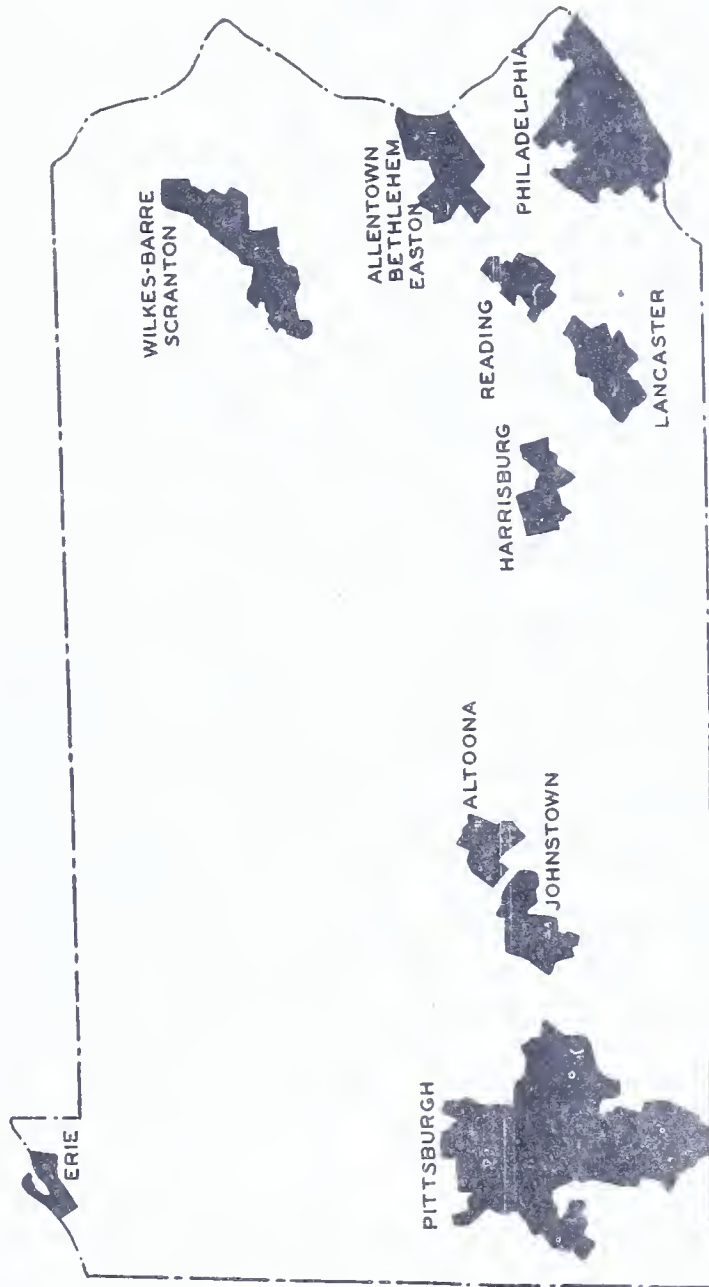 ERIE
PITTSBURGH
ALTOONA
JOHNSTOWN
HARRISBURG
READING
LANCASTER
WILKES-BARRE
SCRANTON
ALLENTOWN
BETHLEHEM
EASTON
PHILADELPHIA